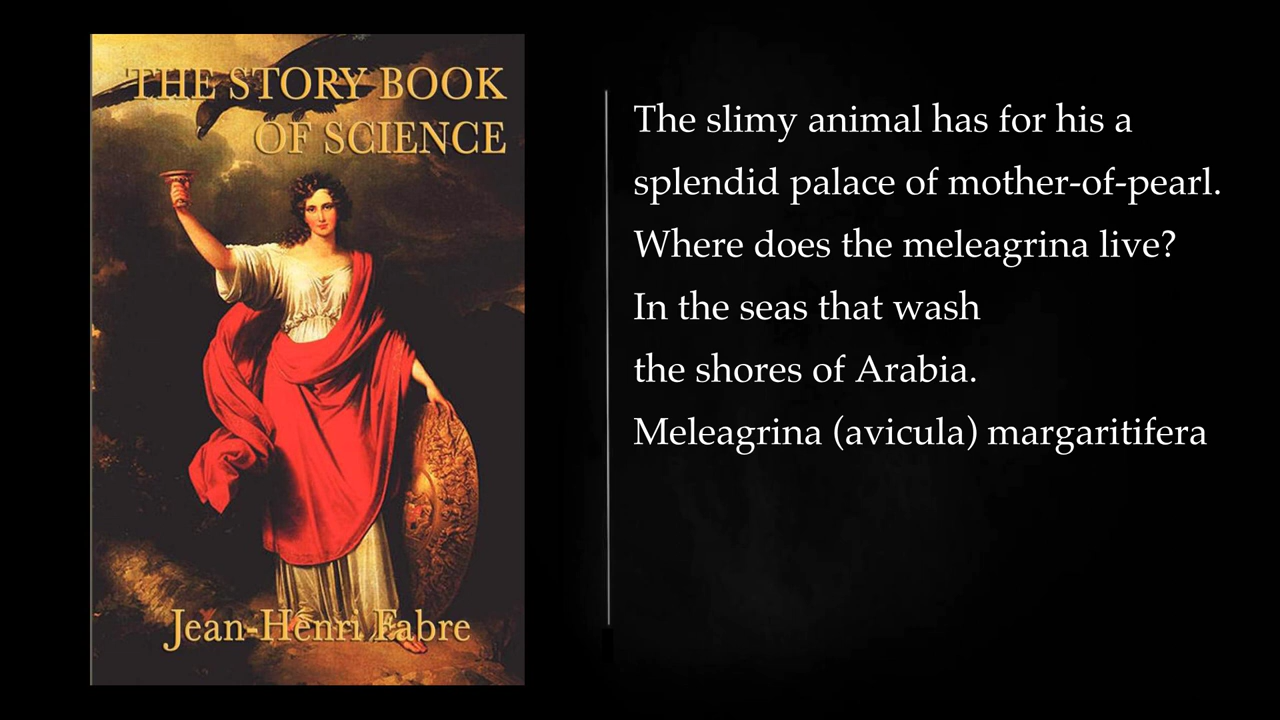 THE STORY BOOK
OF SCIENCE
Jean-Henri Fabre
The slimy animal has for his a
splendid palace of mother-of-pearl.
Where does the meleagrina live?
In the seas that wash
the shores of Arabia.
Meleagrina (avicula) margaritifera